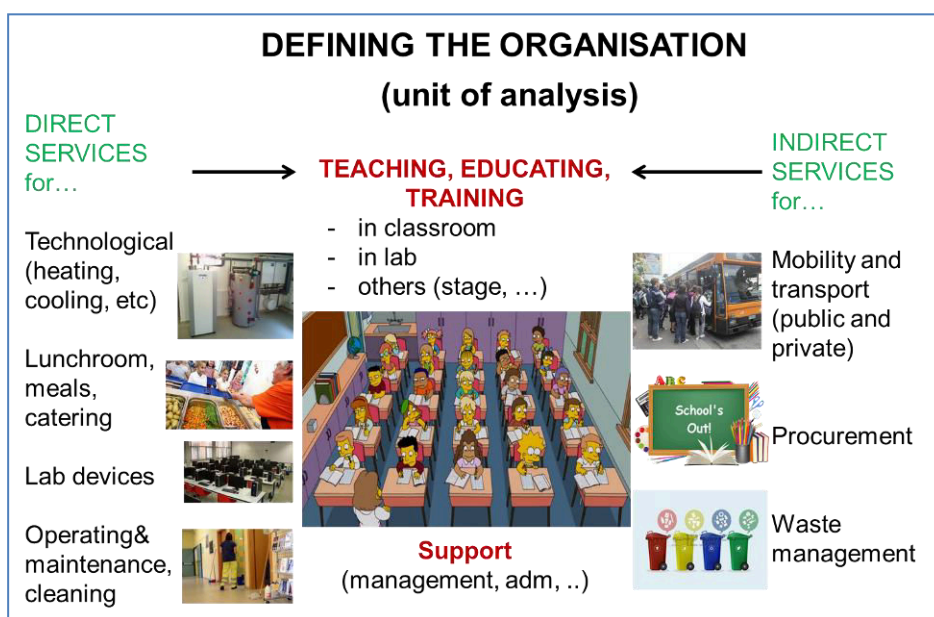 DEFINING THE ORGANISATION
(unit of analysis)
DIRECT
SERVICES
for…
Technological
(heating,
cooling, etc)
Lunchroom,
meals,
catering
Lab devices
Operating&
maintenance,
cleaning
TEACHING, EDUCATING,
TRAINING
- in classroom
- in lab
- others (stage, …)
Support
(management, adm, ..)
INDIRECT
SERVICES
for…
Mobility and
transport
(public and
private)
ABC
School's
Out!
Procurement
Waste
management